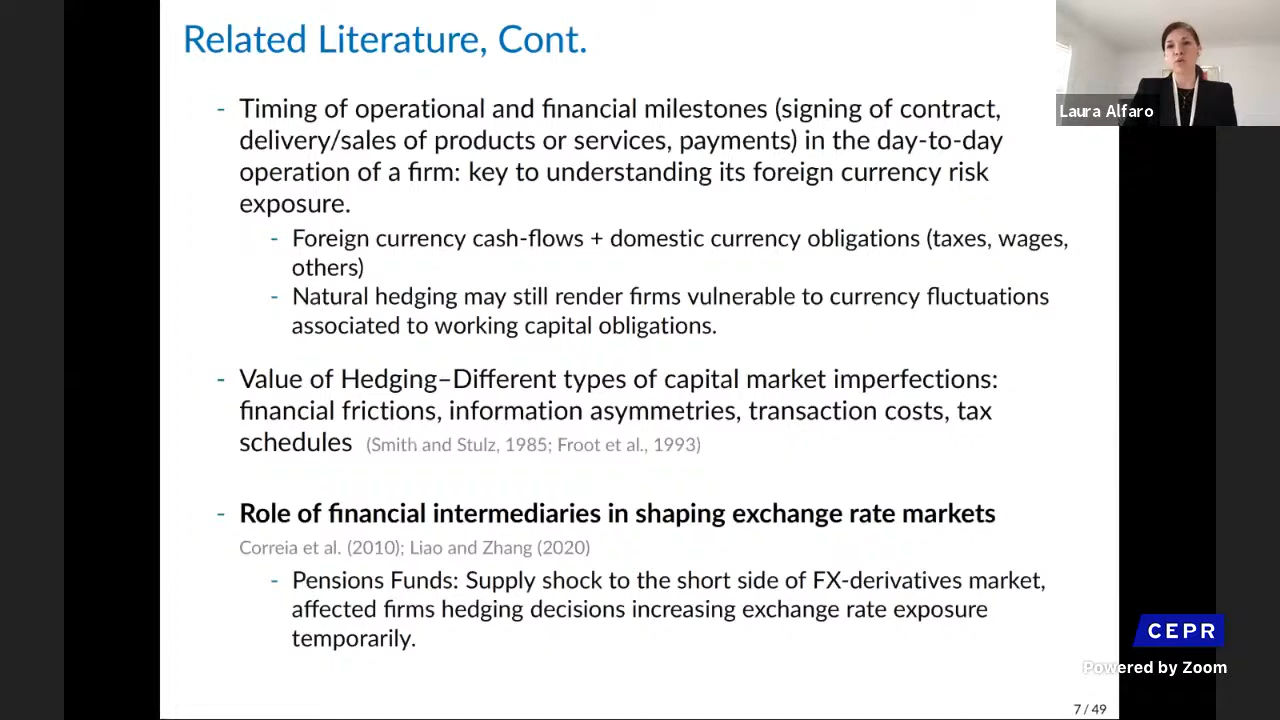 Related Literature, Cont.
- Timing of operational and financial milestones (signing of contract,
delivery/sales of products or services, payments) in the day-to-day
operation of a firm: key to understanding its foreign currency risk
exposure.
- Foreign currency cash-flows + domestic currency obligations (taxes, wages,
others)
- Natural hedging may still render firms vulnerable to currency fluctuations
associated to working capital obligations.
- Value of Hedging–Different types of capital market imperfections:
financial frictions, information asymmetries, transaction costs, tax
schedules (Smith and Stulz, 1985; Froot et al., 1993)
- Role of financial intermediaries in shaping exchange rate markets
Correia et al. (2010); Liao and Zhang (2020)
- Pensions Funds: Supply shock to the short side of FX-derivatives market,
affected firms hedging decisions increasing exchange rate exposure
temporarily.
7 / 49
Laura Alfaro
CEPR
Powered by Zoom